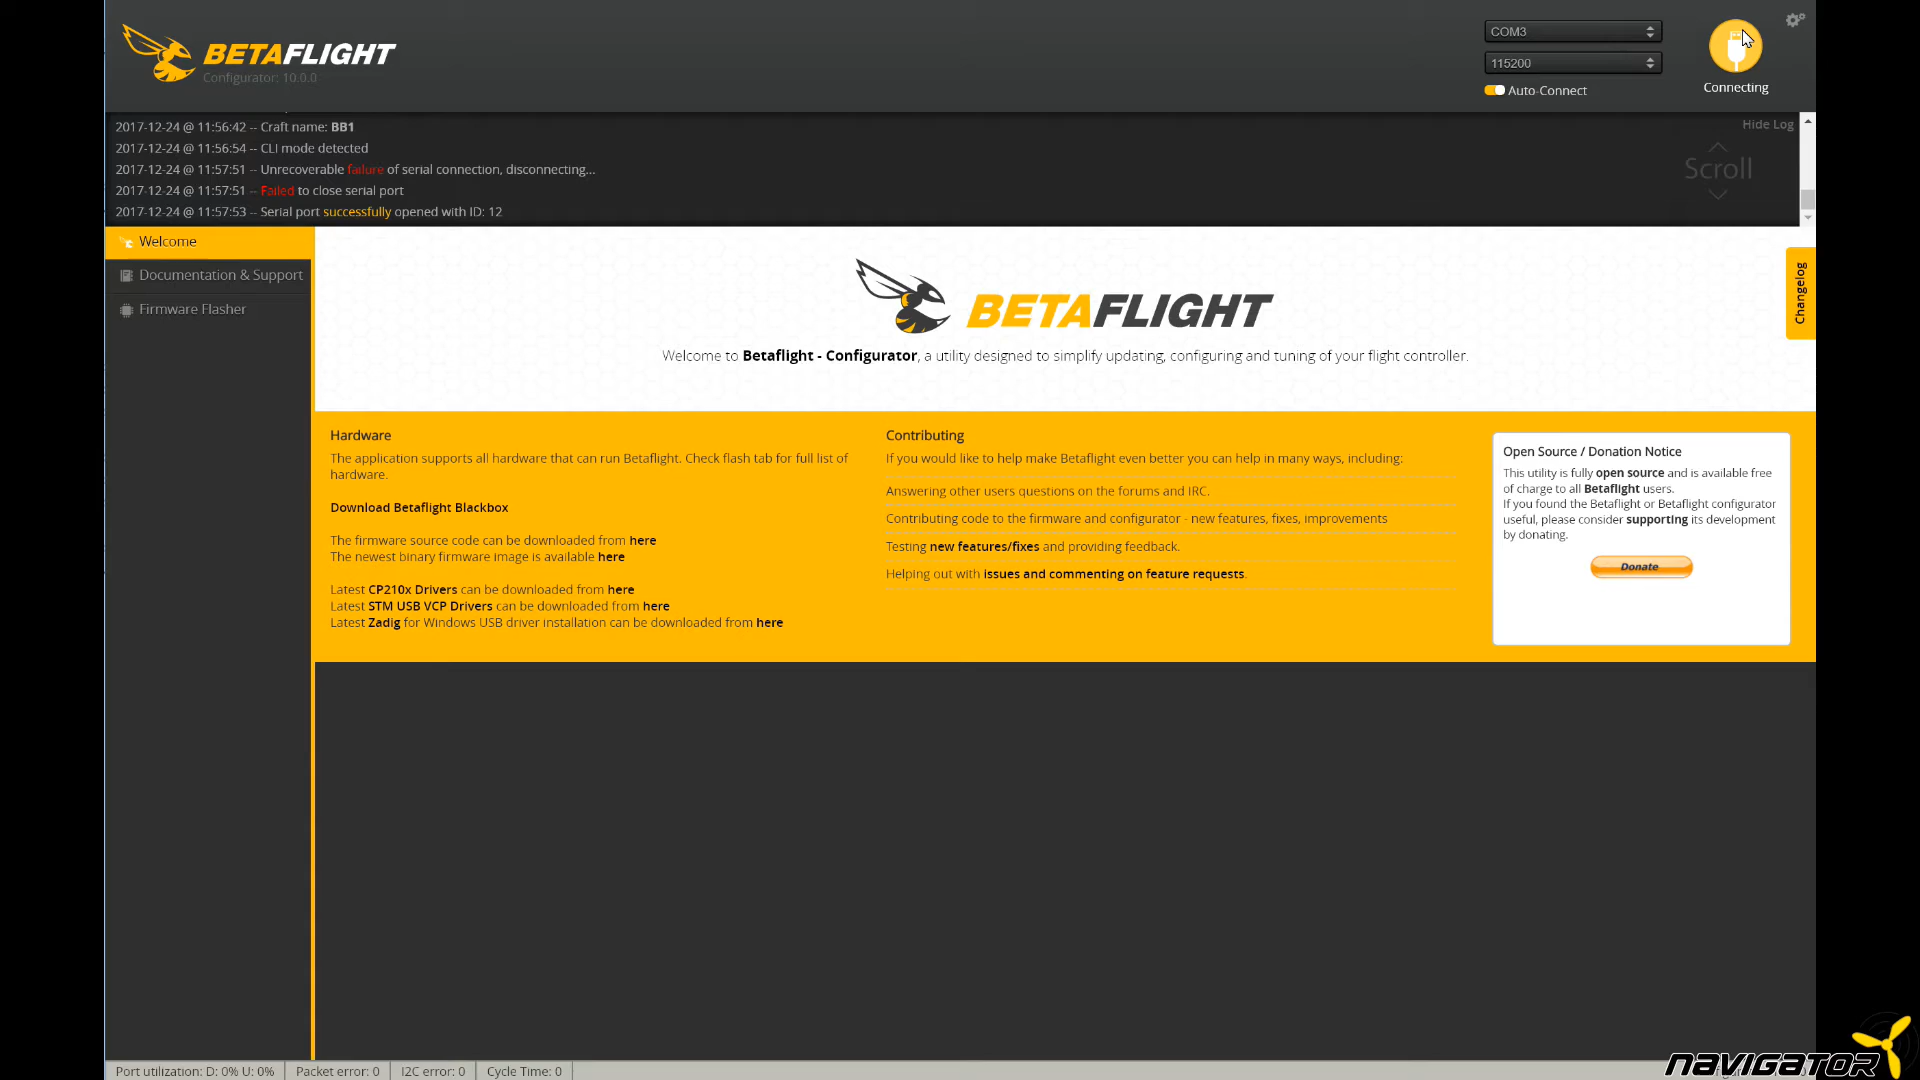 BETAFLIGHT
Configurator: 10.0.0
COM3
115200
Auto-Connect
Connecting
2017-12-24 @ 11:56:42 -- Craft name: BB1
2017-12-24 @ 11:56:54 -- CLI mode detected
2017-12-24 @ 11:57:51 -- Unrecoverable failure of serial connection, disconnecting...
2017-12-24 @ 11:57:51 -- Failed to close serial port
2017-12-24 @ 11:57:53 -- Serial port successfully opened with ID: 12
Hide Log
Scroll
Welcome
Documentation & Support
Firmware Flasher
BETAFLIGHT
Welcome to Betaflight - Configurator, a utility designed to simplify updating, configuring and tuning of your flight controller.
Changelog
Hardware
The application supports all hardware that can run Betaflight. Check flash tab for full list of
hardware.
Download Betaflight Blackbox
The firmware source code can be downloaded from here
The newest binary firmware image is available here
Latest CP210x Drivers can be downloaded from here
Latest STM USB VCP Drivers can be downloaded from here
Latest Zadig for Windows USB driver installation can be downloaded from here
Contributing
If you would like to help make Betaflight even better you can help in many ways, including:
Answering other users questions on the forums and IRC.
Contributing code to the firmware and configurator - new features, fixes, improvements
Testing new features/fixes and providing feedback.
Helping out with issues and commenting on feature requests.
Open Source / Donation Notice
This utility is fully open source and is available free
of charge to all Betaflight users.
If you found the Betaflight or Betaflight configurator
useful, please consider supporting its development
by donating.
Donate
Port utilization: D: 0% U: 0%
Packet error: 0
I2C error: 0
Cycle Time: 0
NAVIGATOR